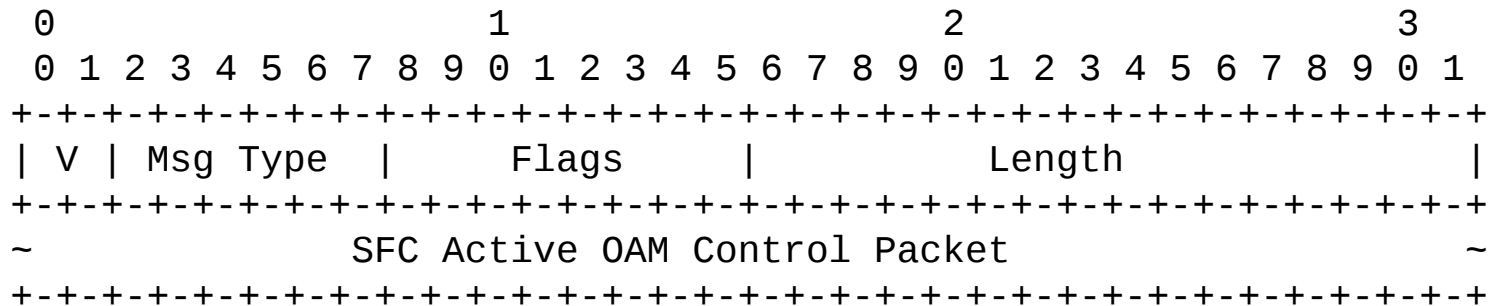 0                   1                   2                   3
 0 1 2 3 4 5 6 7 8 9 0 1 2 3 4 5 6 7 8 9 0 1 2 3 4 5 6 7 8 9 0 1
+-+-+-+-+-+-+-+-+-+-+-+-+-+-+-+-+-+-+-+-+-+-+-+-+-+-+-+-+-+-+-+-+
| V | Msg Type  |     Flags     |          Length               |
+-+-+-+-+-+-+-+-+-+-+-+-+-+-+-+-+-+-+-+-+-+-+-+-+-+-+-+-+-+-+-+-+
~              SFC Active OAM Control Packet                    ~
+-+-+-+-+-+-+-+-+-+-+-+-+-+-+-+-+-+-+-+-+-+-+-+-+-+-+-+-+-+-+-+-+